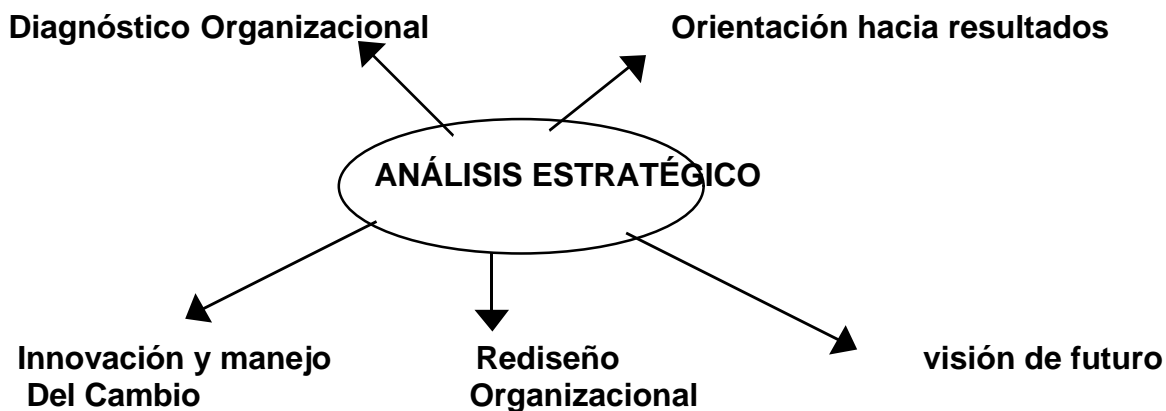 Diagnóstico Organizacional
Orientación hacia resultados
ANÁLISIS ESTRATÉGICO
Innovación y manejo
Del Cambio
Rediseño
Organizacional
visión de futuro